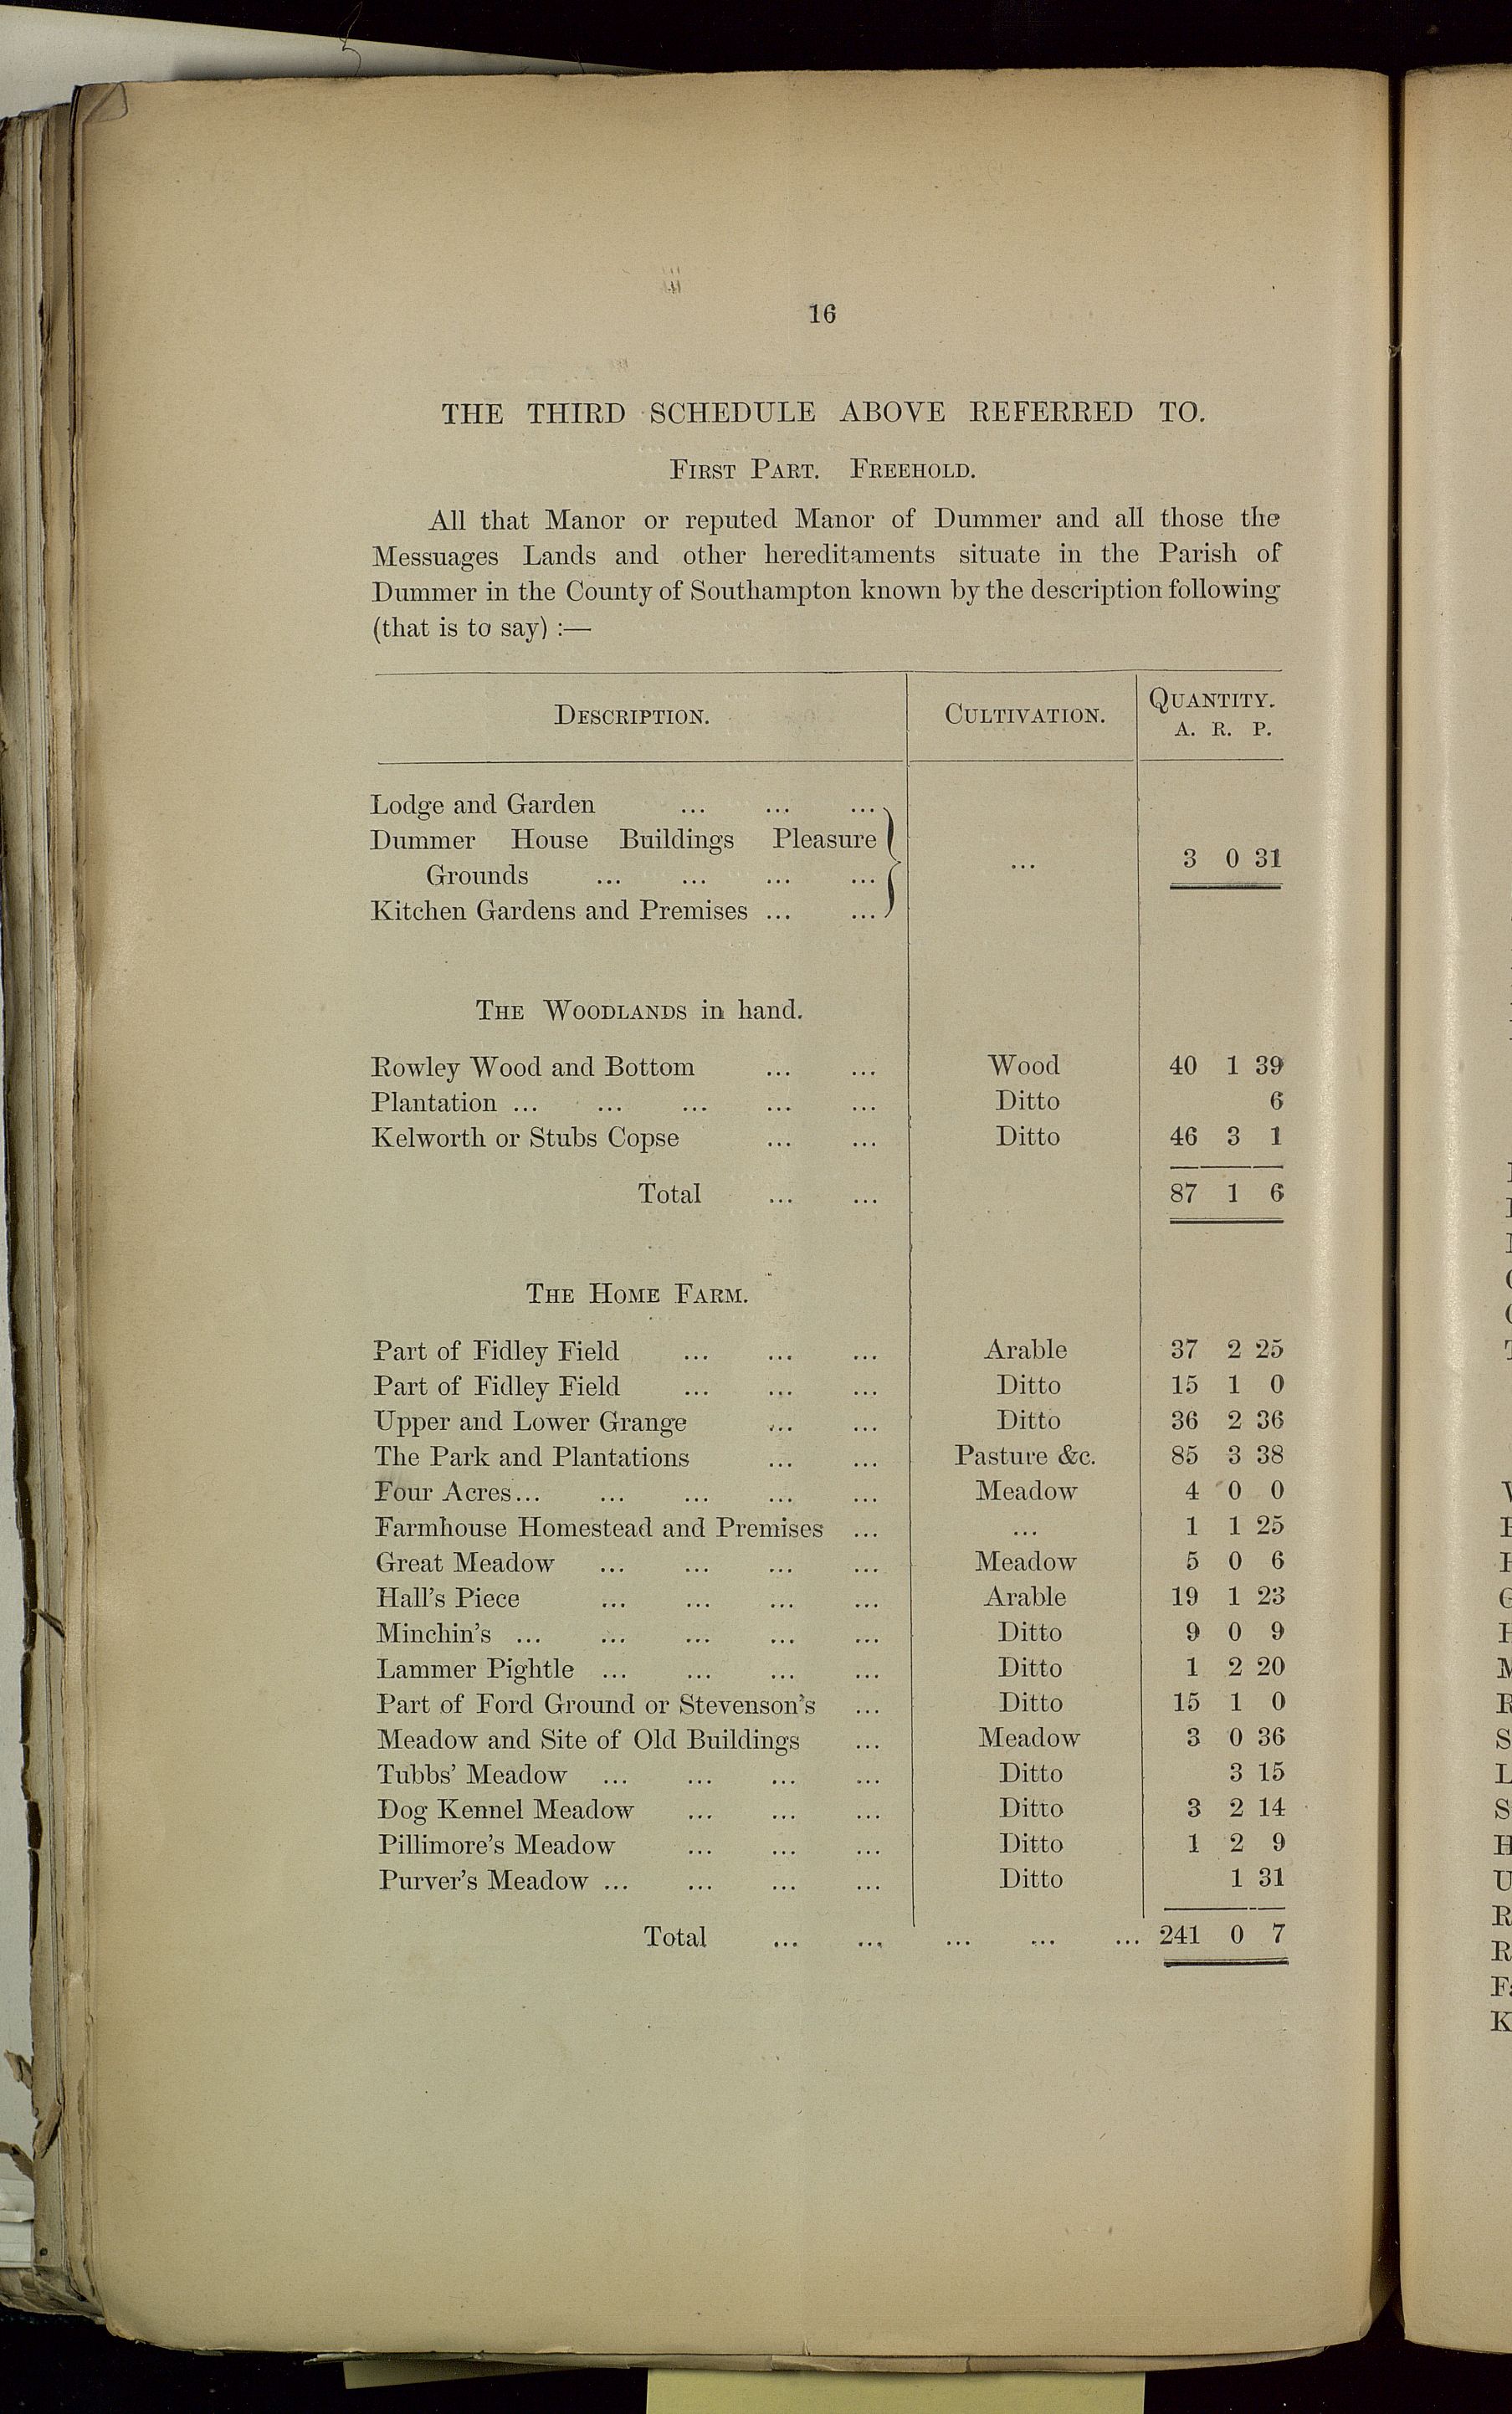 16
THE THIRD SCHEDULE ABOVE REFERRED TO.
FIRST PART. FREEHOLD.
All that Manor or reputed Manor of Dummer and all those the
Messuages Lands and other hereditaments situate in the Parish of
Dummer in the County of Southampton known by the description following
(that is to say) :—
DESCRIPTION. CULTIVATION. QUANTITY.
A. R. P.
Lodge and Garden ... ... ...
Dummer House Buildings Pleasure
Grounds ... ... ... ... ... 3 0 31
Kitchen Gardens and Premises ... ...
THE WOODLANDS in hand.
Rowley Wood and Bottom ... ... Wood 40 1 39
Plantation ... ... ... ... ... Ditto 6
Kelworth or Stubs Copse ... ... Ditto 46 3 1
Total ... ... 87 1 6
THE HOME FARM.
Part of Fidley Field ... ... ... Arable 37 2 25
Part of Fidley Field ... ... ... Ditto 15 1 0
Upper and Lower Grange ... ... Ditto 36 2 36
The Park and Plantations ... ... Pasture &c. 85 3 38
Four Acres... ... ... ... ... Meadow 4 0 0
Farmhouse Homestead and Premises ... ... 1 1 25
Great Meadow ... ... ... ... Meadow 5 0 6
Hall's Piece ... ... ... ... Arable 19 1 23
Minchin's ... ... ... ... ... Ditto 9 0 9
Lammer Pightle ... ... ... ... Ditto 1 2 20
Part of Ford Ground or Stevenson's ... Ditto 15 1 0
Meadow and Site of Old Buildings ... Meadow 3 0 36
Tubbs' Meadow ... ... ... ... Ditto 3 15
Dog Kennel Meadow ... ... ... Ditto 3 2 14
Pillimore's Meadow ... ... ... Ditto 1 2 9
Purver's Meadow ... ... ... ... Ditto 1 31
Total ... ... ... ... ... 241 0 7